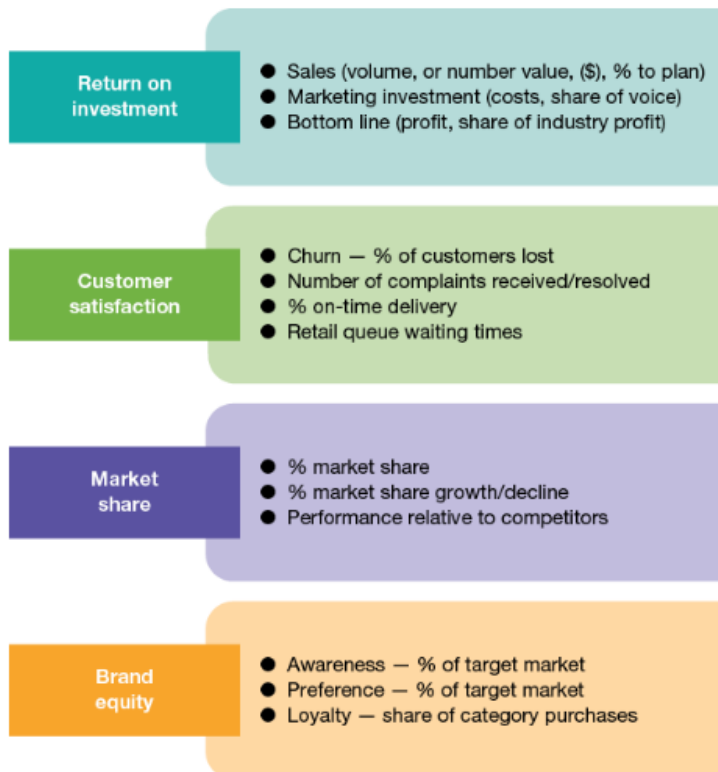 Return on
investment
● Sales (volume, or number value, ($), % to plan)
● Marketing investment (costs, share of voice)
● Bottom line (profit, share of industry profit)
Customer
satisfaction
● Churn — % of customers lost
● Number of complaints received/resolved
● % on-time delivery
● Retail queue waiting times
Market
share
● % market share
● % market share growth/decline
● Performance relative to competitors
Brand
equity
● Awareness — % of target market
● Preference — % of target market
● Loyalty — share of category purchases